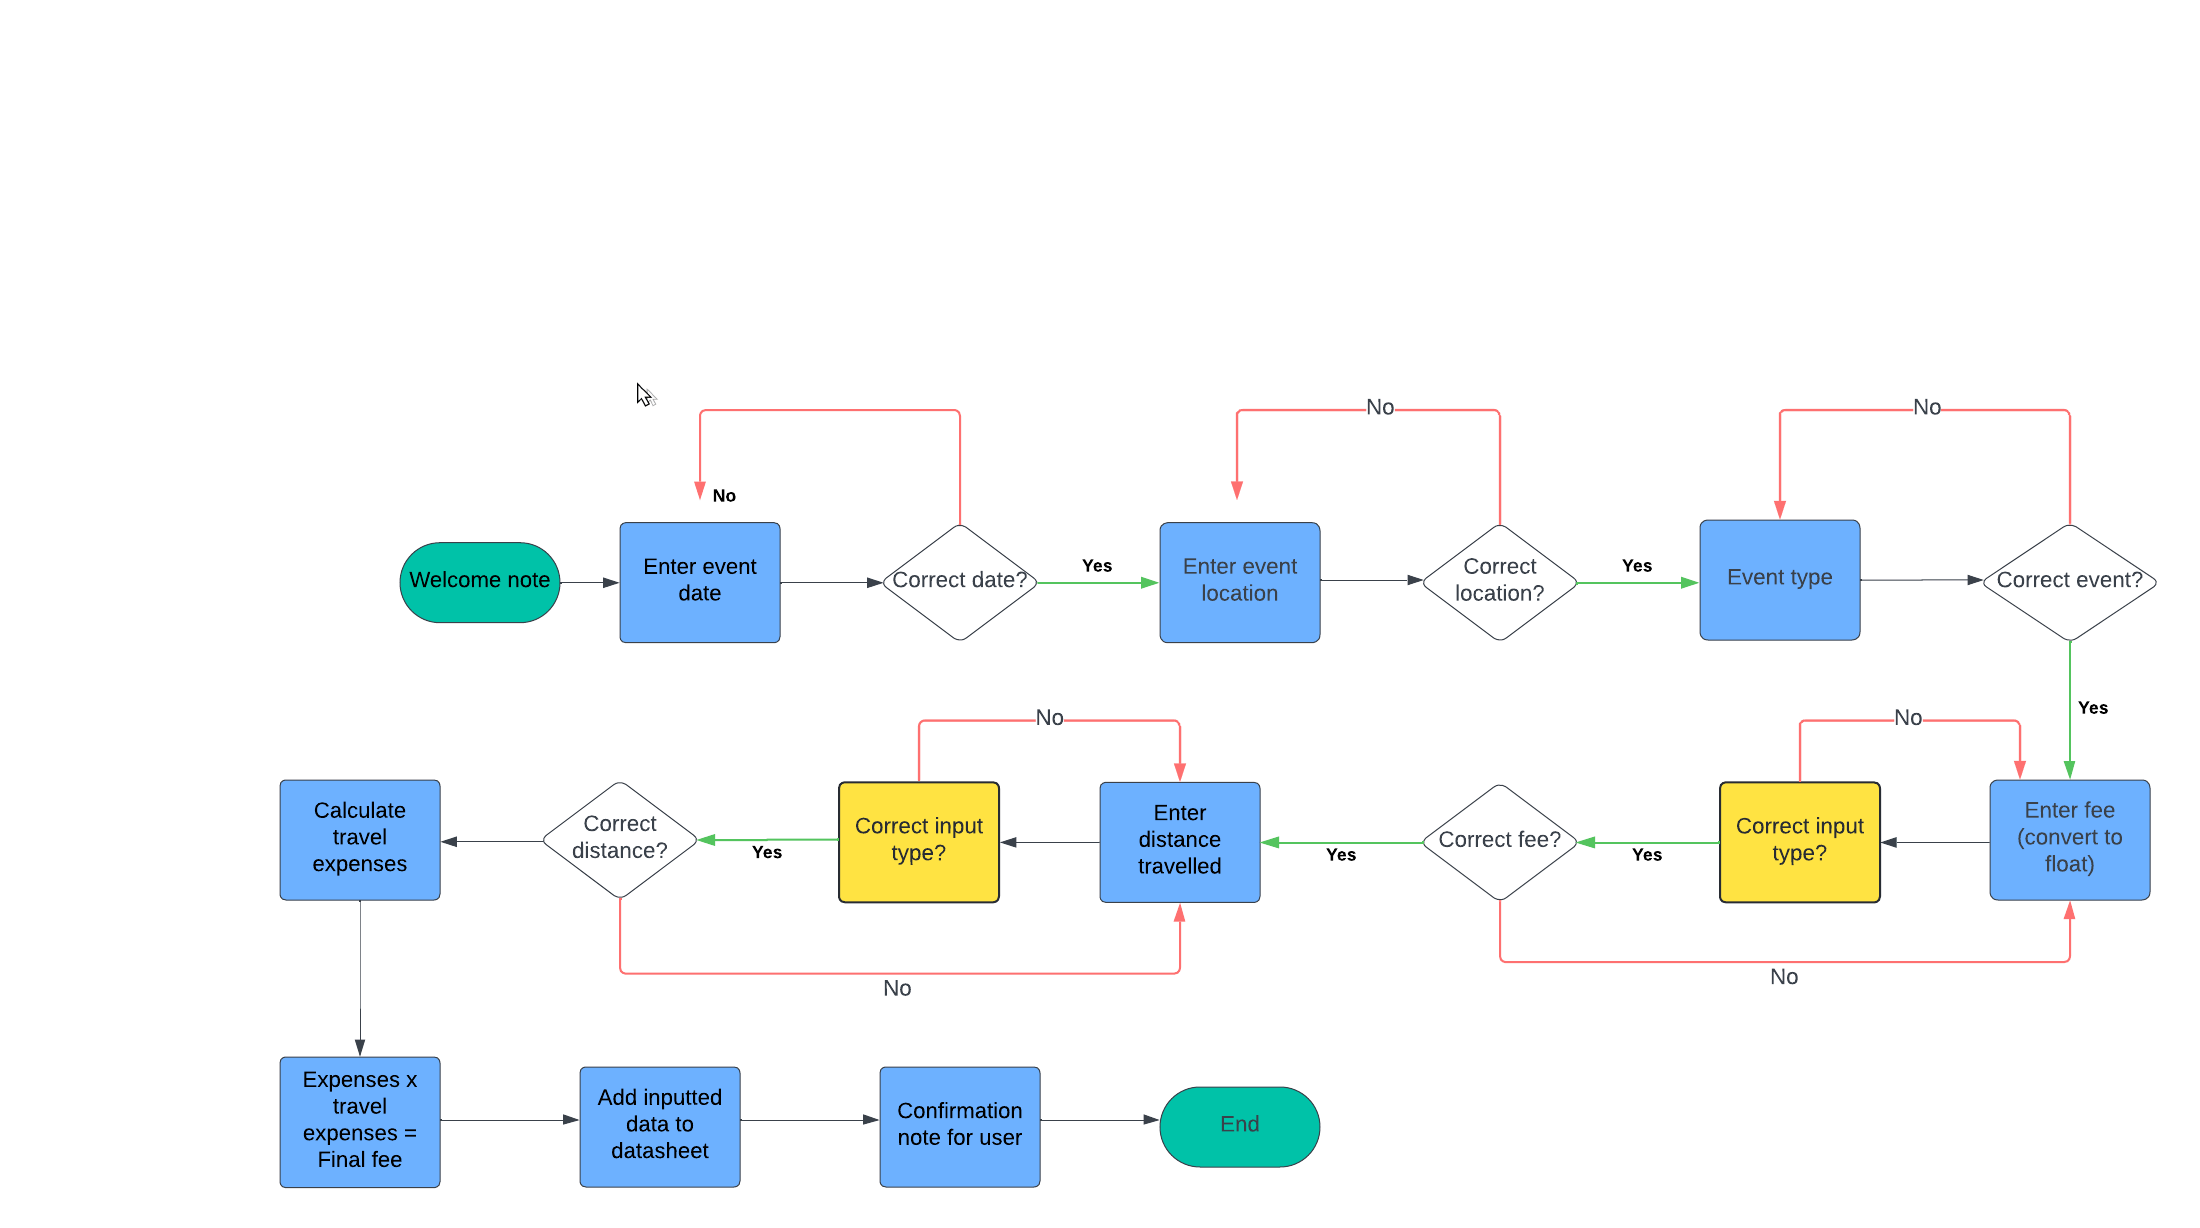 No
No
No
Welcome note
Enter event
date
Correct date?
Yes
Enter event
location
Correct
location?
Yes
Event type
Correct event?
Yes
No
No
Calculate
travel
expenses
Correct
distance?
Yes
Correct input
type?
Enter
distance
travelled
Yes
Correct fee?
Yes
Correct input
type?
Enter fee
(convert to
float)
No
No
Expenses x
travel
expenses =
Final fee
Add inputted
data to
datasheet
Confirmation
note for user
End